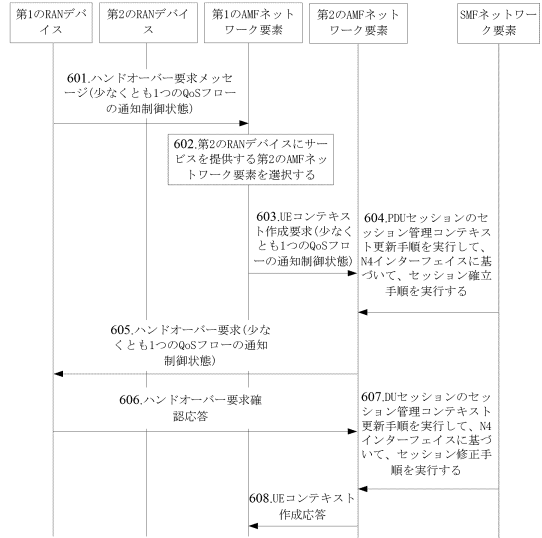 第1のRANデバ
イス
第2のRANデバイ
ス
第1のAMFネット
ワーク要素
第2のAMFネット
ワーク要素
SMFネットワー
ク要素
601.ハンドオーバー要求メッセ
ージ(少なくとも1つのQoSフロー
の通知制御状態)
602.第2のRANデバイスにサー
ビスを提供する第2のAMFネッ
トワーク要素を選択する
603.UEコンテキス
ト作成要求(少なく
とも1つのQoSフロ
ーの通知制御状態)
604.PDUセッションのセ
ッション管理コンテキス
ト更新手順を実行して、
N4インターフェイスに基
づいて、セッション確立
手順を実行する
605.ハンドオーバー要求(少な
くとも1つのQoSフローの通知
制御状態)
606.ハンドオーバー要求確
認応答
607.DUセッションのセッ
ション管理コンテキスト
更新手順を実行して、N4
インターフェイスに基づ
いて、セッション修正手
順を実行する
608.UEコンテキスト
作成応答